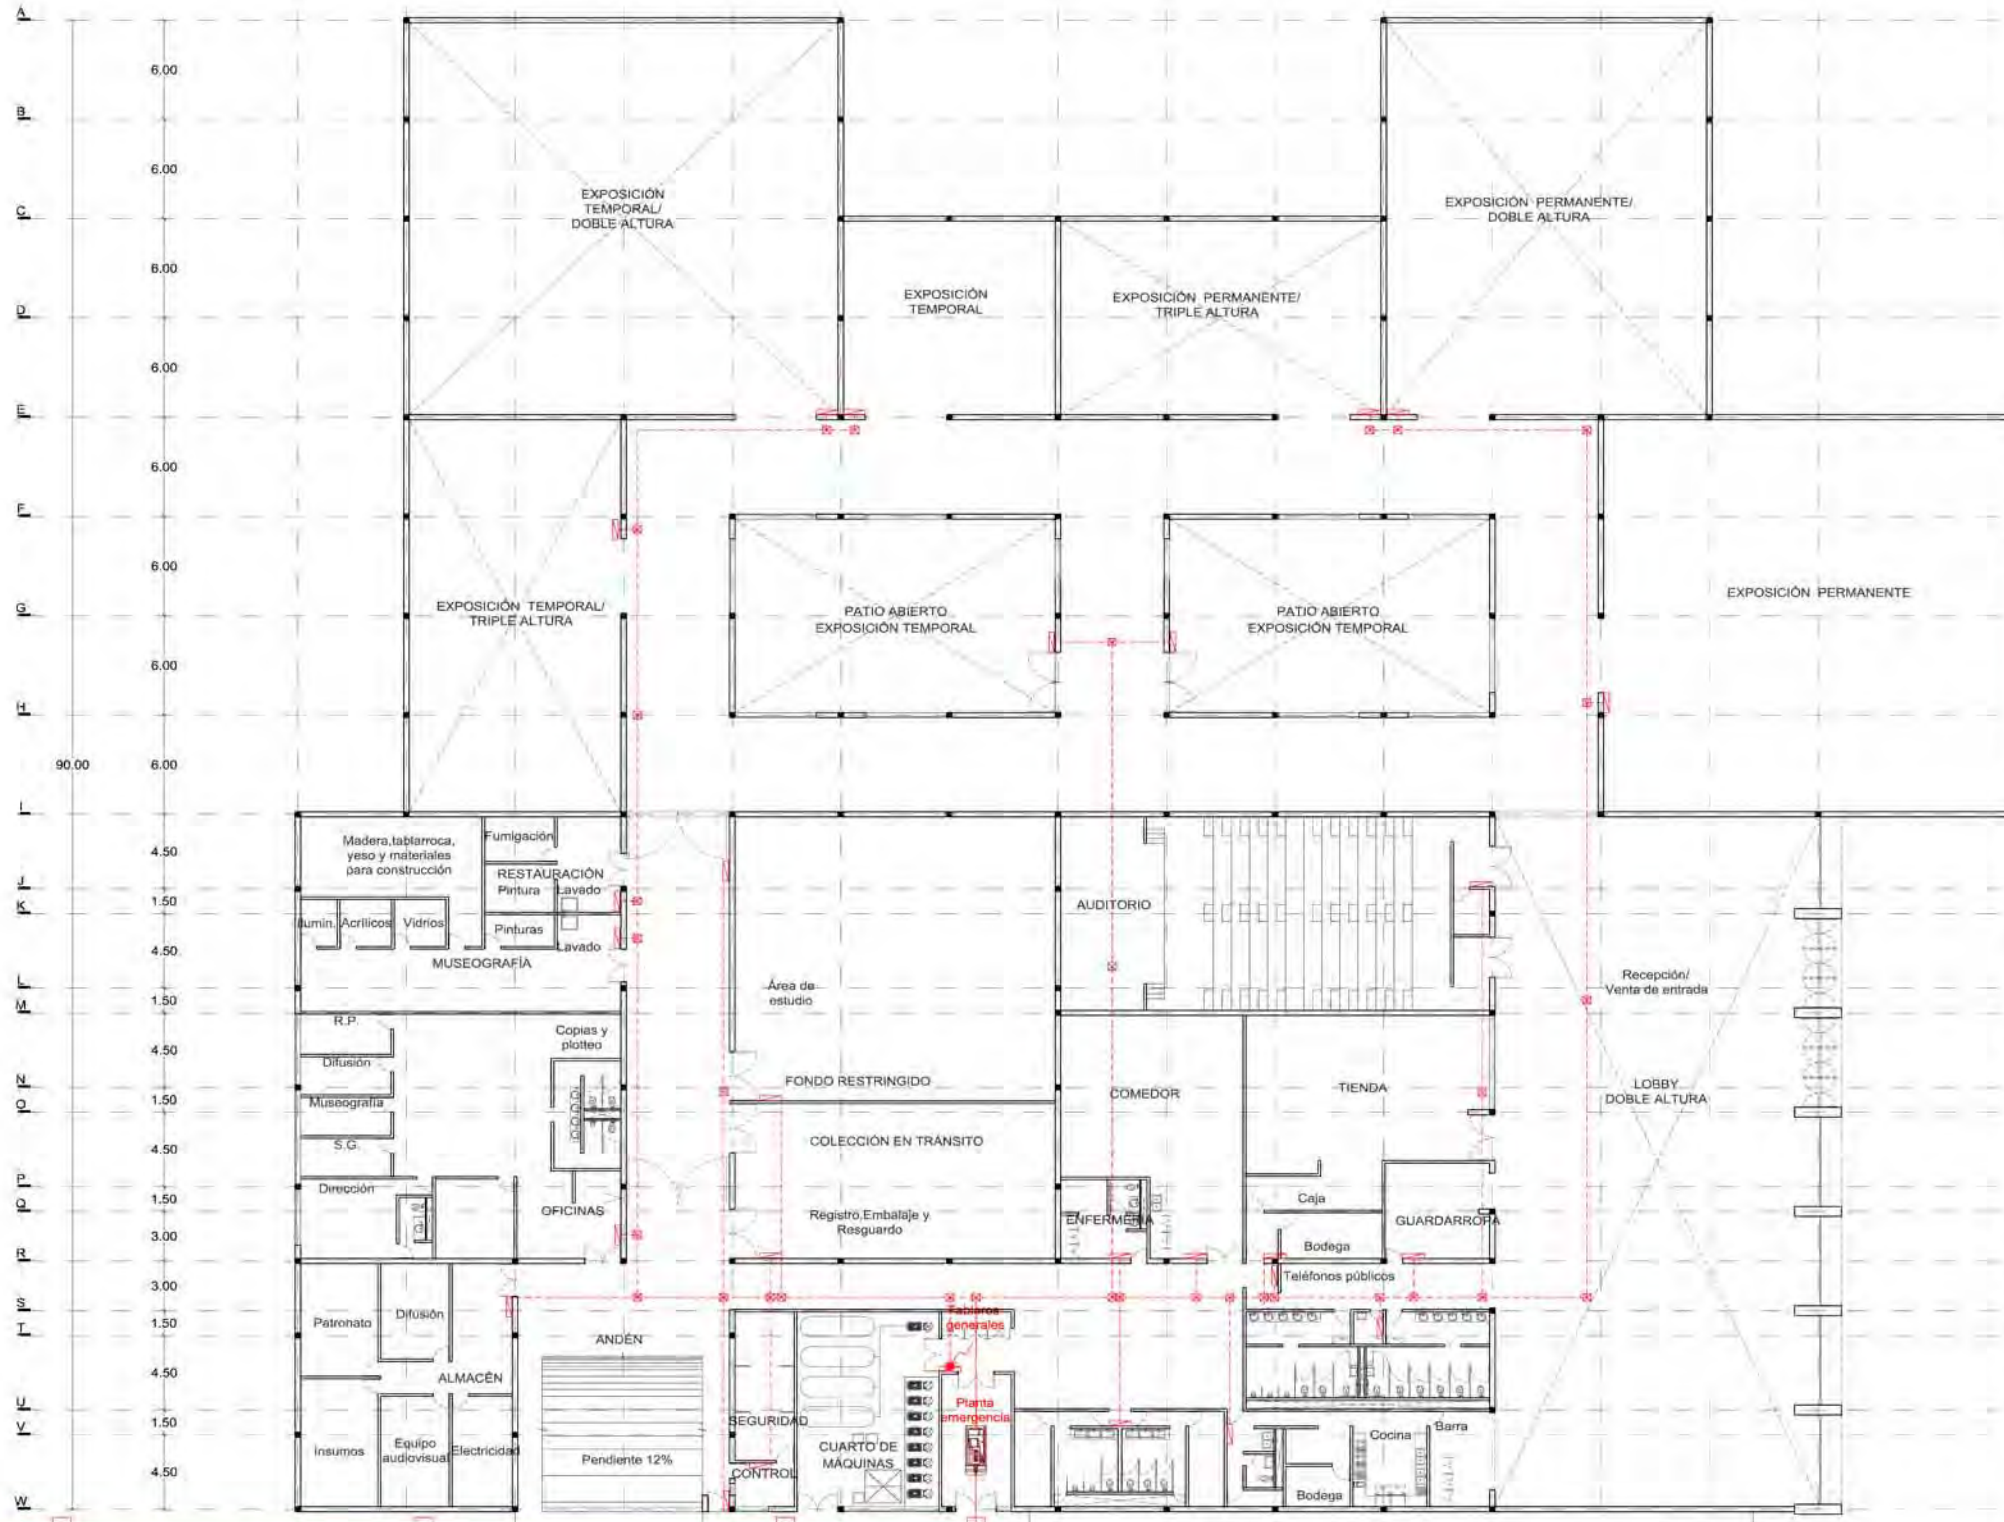 A
6.00
B
6.00
C
6.00
D
6.00
E
6.00
F
6.00
G
6.00
H
90.00
6.00
I
4.50
J
1.50
K
4.50
L
1.50
M
4.50
N
1.50
O
4.50
P
1.50
Q
3.00
R
3.00
S
1.50
T
4.50
U
1.50
V
4.50
W
EXPOSICIÓN
TEMPORAL/
DOBLE ALTURA
EXPOSICIÓN PERMANENTE/
DOBLE ALTURA
EXPOSICIÓN
TEMPORAL
EXPOSICIÓN PERMANENTE/
TRIPLE ALTURA
EXPOSICIÓN TEMPORAL/
TRIPLE ALTURA
PATIO ABIERTO
EXPOSICIÓN TEMPORAL
PATIO ABIERTO
EXPOSICIÓN TEMPORAL
EXPOSICIÓN PERMANENTE
Madera,tablarroca,
yeso y materiales
para construcción
Fumigación
RESTAURACIÓN
Pintura
Lavado
Ilumin.
Acrílicos
Vidrios
Pinturas
Lavado
MUSEOGRAFÍA
AUDITORIO
Área de
estudio
Recepción/
Venta de entrada
R.P.
Copias y
plotteo
Difusión
FONDO RESTRINGIDO
COMEDOR
TIENDA
LOBBY
DOBLE ALTURA
Museografía
S.G.
COLECCIÓN EN TRÁNSITO
Dirección
OFICINAS
Registro,Embalaje y
Resguardo
ENFERMERIA
Caja
GUARDARROPA
Bodega
Teléfonos públicos
Patronato
Difusión
ANDÉN
Tableros
generales
ALMACÉN
Insumos
Equipo
audiovisual
Electricidad
Pendiente 12%
SEGURIDAD
CONTROL
CUARTO DE
MÁQUINAS
Planta
emergencia
Cocina
Barra
Bodega